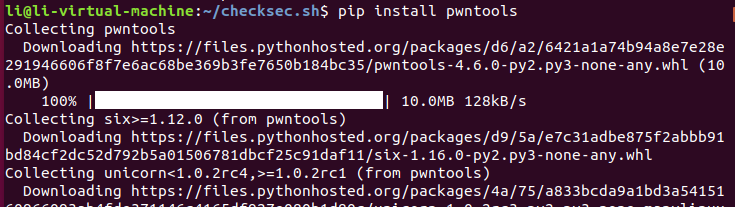 li@li-virtual-machine:~/checksec.sh$ pip install pwntools
Collecting pwntools
  Downloading https://files.pythonhosted.org/packages/d6/a2/6421a1a74b94a8e7e28e
291946606f8f7e6ac68be369b3fe7650b184bc35/pwntools-4.6.0-py2.py3-none-any.whl (10
.0MB)
    100% || 10.0MB 128kB/s
Collecting six>=1.12.0 (from pwntools)
  Downloading https://files.pythonhosted.org/packages/d9/5a/e7c31adbe875f2abbb91
bd84cf2dc52d792b5a01506781dbcf25c91daf11/six-1.16.0-py2.py3-none-any.whl
Collecting unicorn<1.0.2rc4,>=1.0.2rc1 (from pwntools)
  Downloading https://files.pythonhosted.org/packages/4a/75/a833bcda9a1bd3a54151